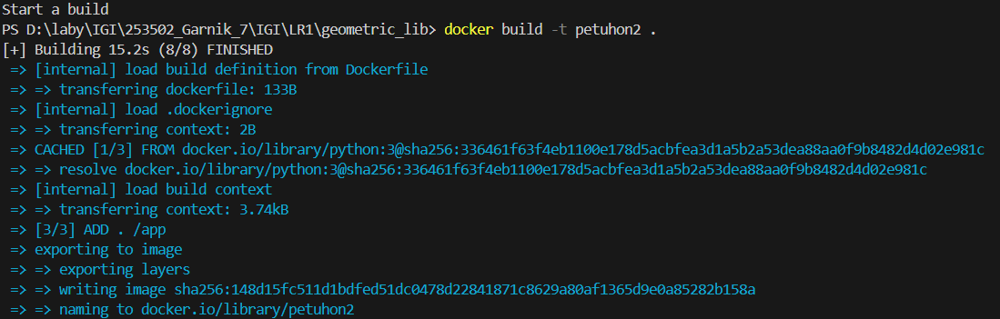 Start a build
PS D:\laby\IGI\253502_Garnik_7\IGI\LR1\geometric_lib> docker build -t petuhon2 .
[+] Building 15.2s (8/8) FINISHED
=> [internal] load build definition from Dockerfile
=> => transferring dockerfile: 133B
=> [internal] load .dockerignore
=> => transferring context: 2B
=> CACHED [1/3] FROM docker.io/library/python:3@sha256:336461f63f4eb1100e178d5acbfea3d1a5b2a53dea88aa0f9b8482d4d02e981c
=> => resolve docker.io/library/python:3@sha256:336461f63f4eb1100e178d5acbfea3d1a5b2a53dea88aa0f9b8482d4d02e981c
=> [internal] load build context
=> => transferring context: 3.74kB
=> [3/3] ADD . /app
=> exporting to image
=> => exporting layers
=> => writing image sha256:148d15fc511d1bdfed51dc0478d22841871c8629a80af1365d9e0a85282b158a
=> => naming to docker.io/library/petuhon2